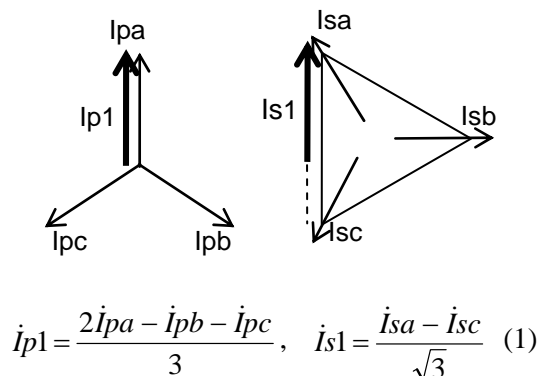 Ipa
Isa
Ip1
Is1
Isb
Ipc
Ipb
Isc
İp1 = (2İpa − İpb − İpc) / 3 , İs1 = (İsa − İsc) / √3 (1)